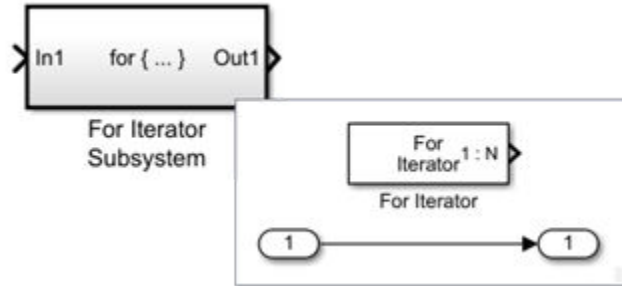 In1 for { ... } Out1
For Iterator
Subsystem
For
Iterator 1 : N
For Iterator
1 1